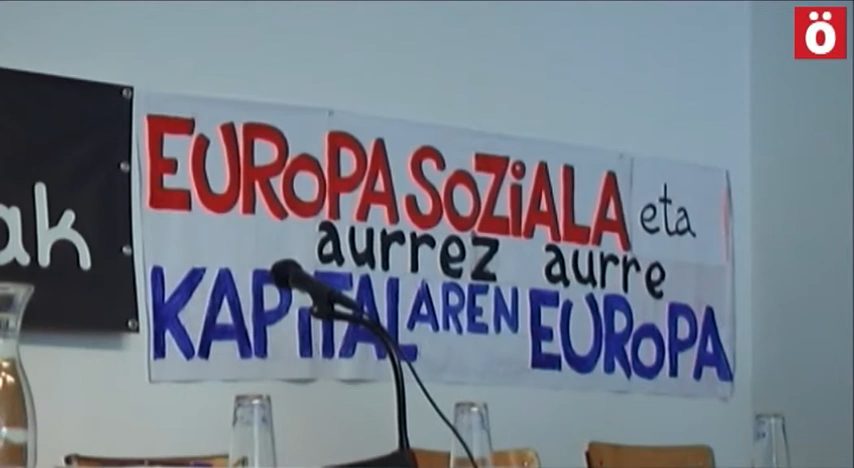 ö
ak
EUROPA SOZiALA eta
aurrez aurre
KAPiTALAREN EUROPA